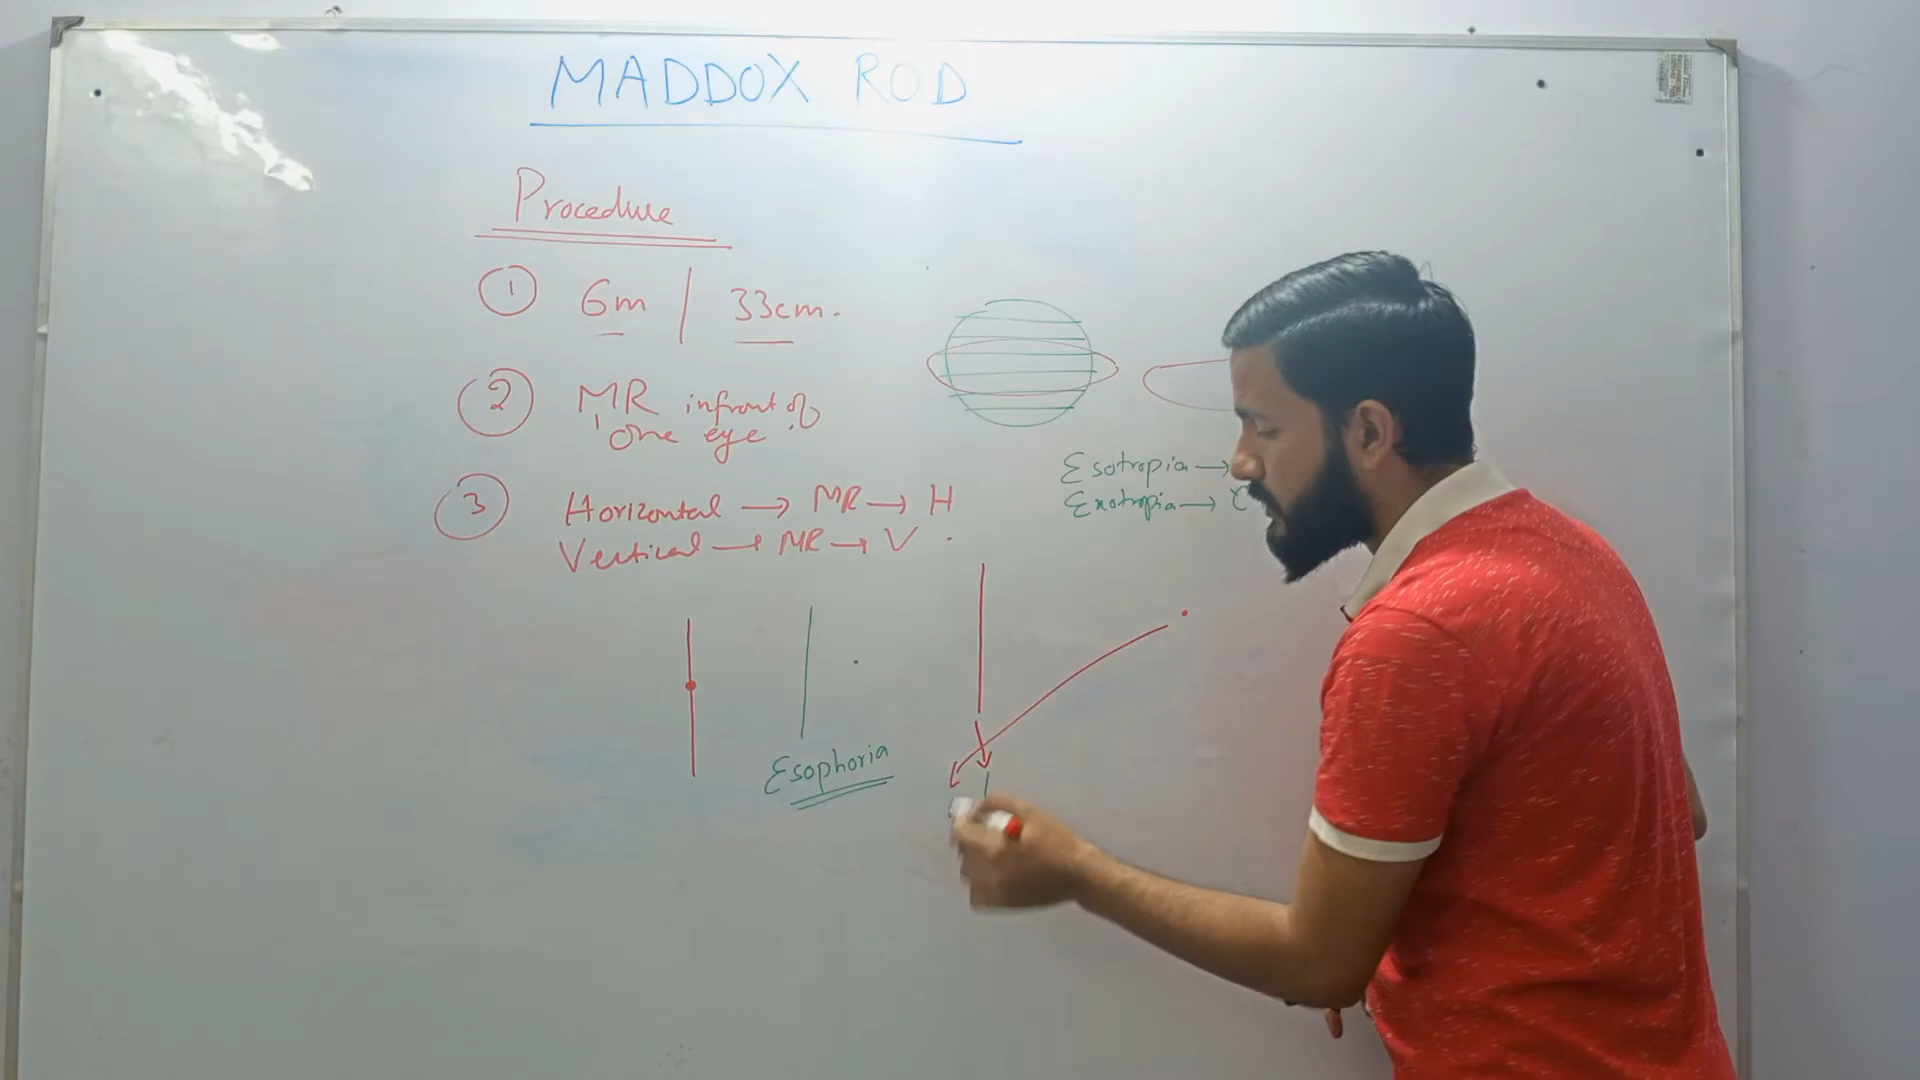 MADDOX ROD
Procedure
① 6m / 33cm.
② MR infront of
one eye
③ Horizontal → MR → H
Vertical → MR → V
Esotropia →
Exotropia →
Esophoria